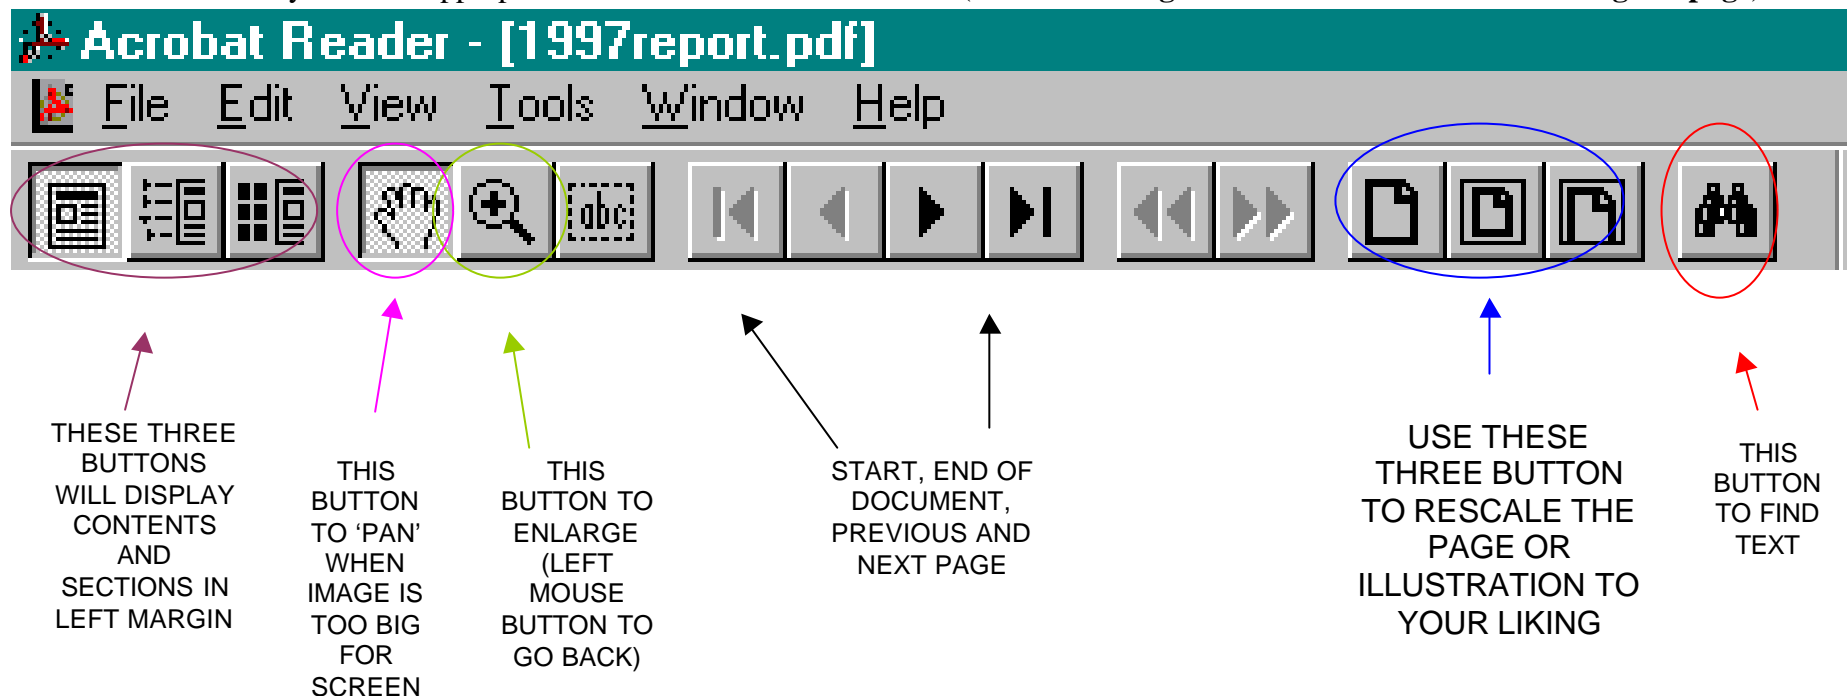 Acrobat Reader - [1997report.pdf]
File Edit View Tools Window Help
abc
THESE THREE
BUTTONS
WILL DISPLAY
CONTENTS
AND
SECTIONS IN
LEFT MARGIN
THIS
BUTTON
TO ‘PAN’
WHEN
IMAGE IS
TOO BIG
FOR
SCREEN
THIS
BUTTON TO
ENLARGE
(LEFT
MOUSE
BUTTON TO
GO BACK)
START, END OF
DOCUMENT,
PREVIOUS AND
NEXT PAGE
USE THESE
THREE BUTTON
TO RESCALE THE
PAGE OR
ILLUSTRATION TO
YOUR LIKING
THIS
BUTTON
TO FIND
TEXT